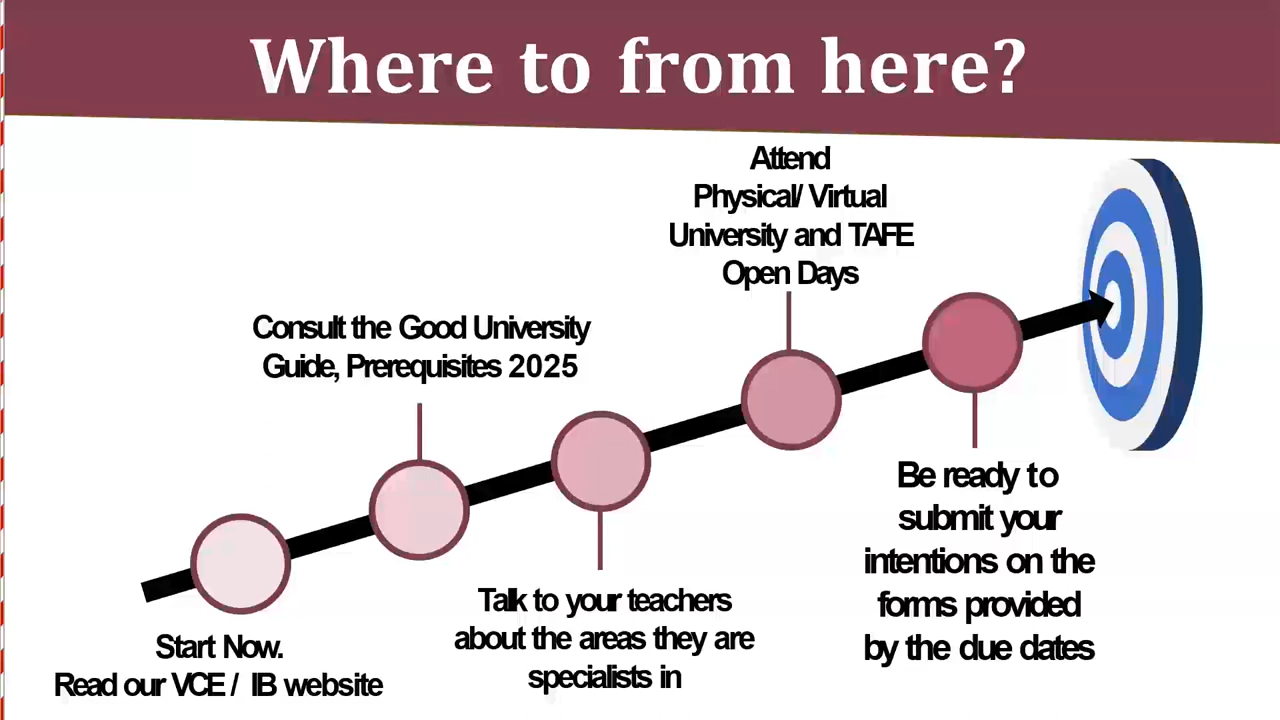 Where to from here?
Attend
Physical/ Virtual
University and TAFE
Open Days
Consult the Good University
Guide, Prerequisites 2025
Be ready to
submit your
intentions on the
forms provided
by the due dates
Talk to your teachers
about the areas they are
specialists in
Start Now.
Read our VCE / IB website